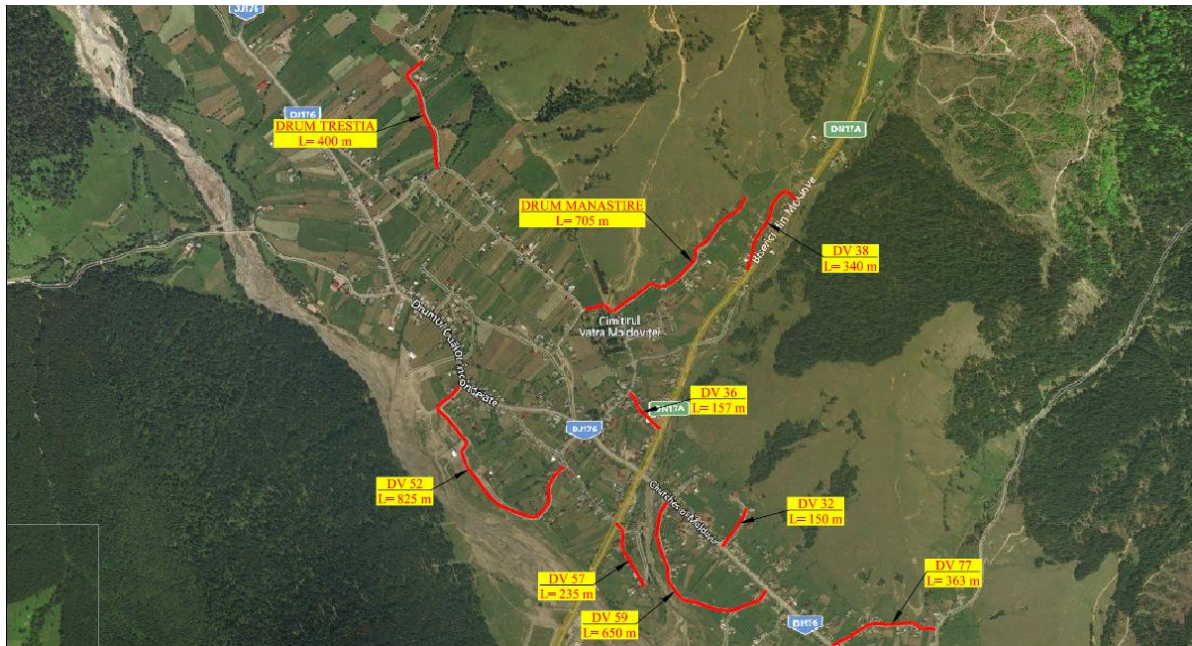 DJ176
DJ176
DRUM TRESTIA
L= 400 m
DN17A
DRUM MANASTIRE
L= 705 m
DV 38
L= 340 m
Cimitirul
Vatra Moldoviței
DV 36
L= 157 m
DN17A
DJ176
DV 52
L= 825 m
DV 32
L= 150 m
DV 57
L= 235 m
DV 59
L= 650 m
DV 77
L= 363 m
DJ176